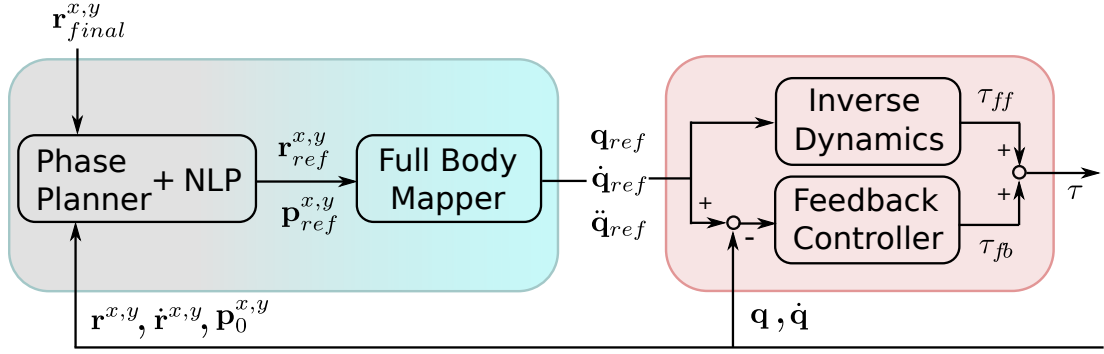 r^{x,y}_{final}
Phase
Planner + NLP
r^{x,y}_{ref}
p^{x,y}_{ref}
Full Body
Mapper
q_{ref}
q̇_{ref}
q̈_{ref}
Inverse
Dynamics
τ_{ff}
+
+
-
Feedback
Controller
τ_{fb}
+
τ
r^{x,y}, ṙ^{x,y}, p^{x,y}_0
q , q̇